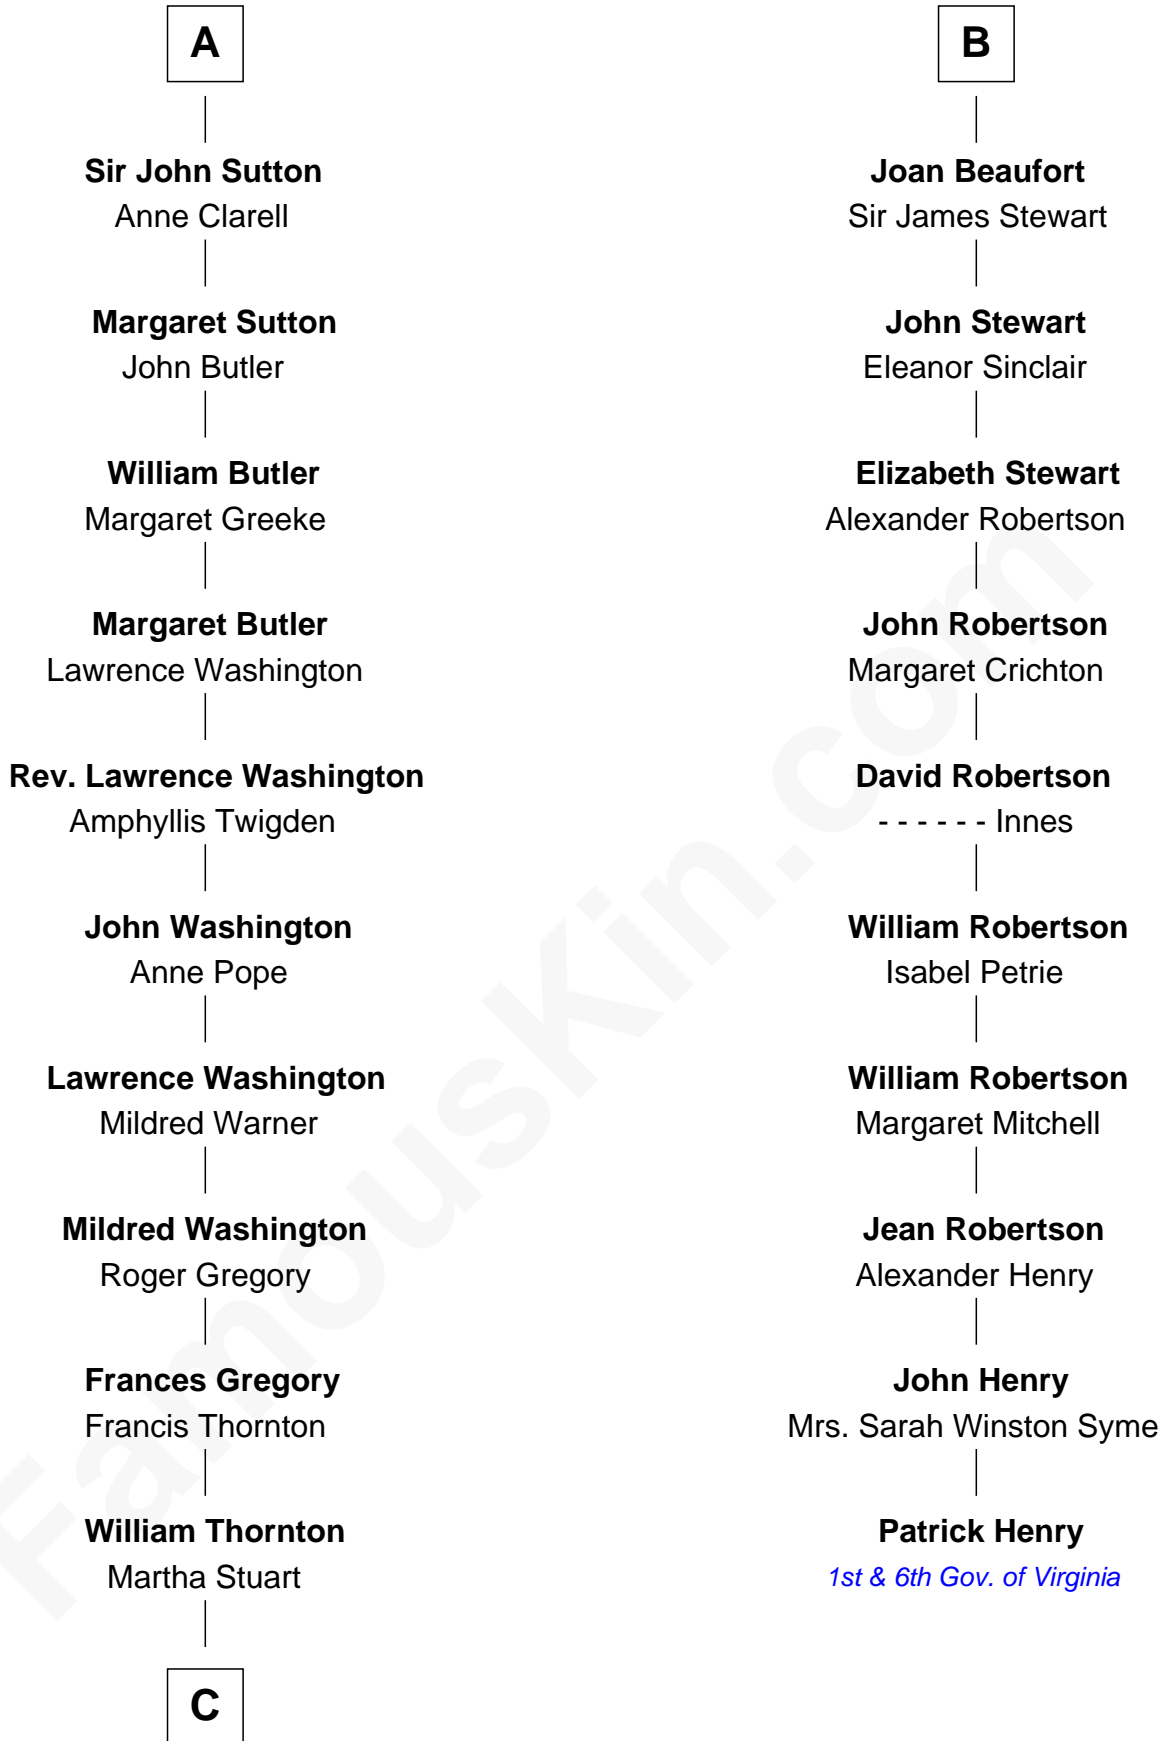 A
Sir John Sutton
Anne Clarell
Margaret Sutton
John Butler
William Butler
Margaret Greeke
Margaret Butler
Lawrence Washington
Rev. Lawrence Washington
Amphyllis Twigden
John Washington
Anne Pope
Lawrence Washington
Mildred Warner
Mildred Washington
Roger Gregory
Frances Gregory
Francis Thornton
William Thornton
Martha Stuart
C
B
Joan Beaufort
Sir James Stewart
John Stewart
Eleanor Sinclair
Elizabeth Stewart
Alexander Robertson
John Robertson
Margaret Crichton
David Robertson
- - - - - - Innes
William Robertson
Isabel Petrie
William Robertson
Margaret Mitchell
Jean Robertson
Alexander Henry
John Henry
Mrs. Sarah Winston Syme
Patrick Henry
1st & 6th Gov. of Virginia
FamousKin.com